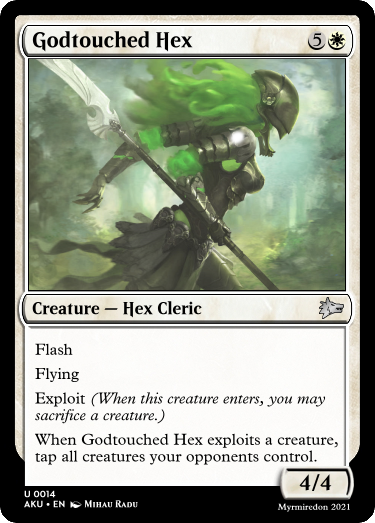 Godtouched Hex 5
Creature — Hex Cleric
Flash
Flying
Exploit (When this creature enters, you may
sacrifice a creature.)
When Godtouched Hex exploits a creature,
tap all creatures your opponents control.
4/4
U 0014
AKU • EN Mihau Radu
Myrmiredon 2021